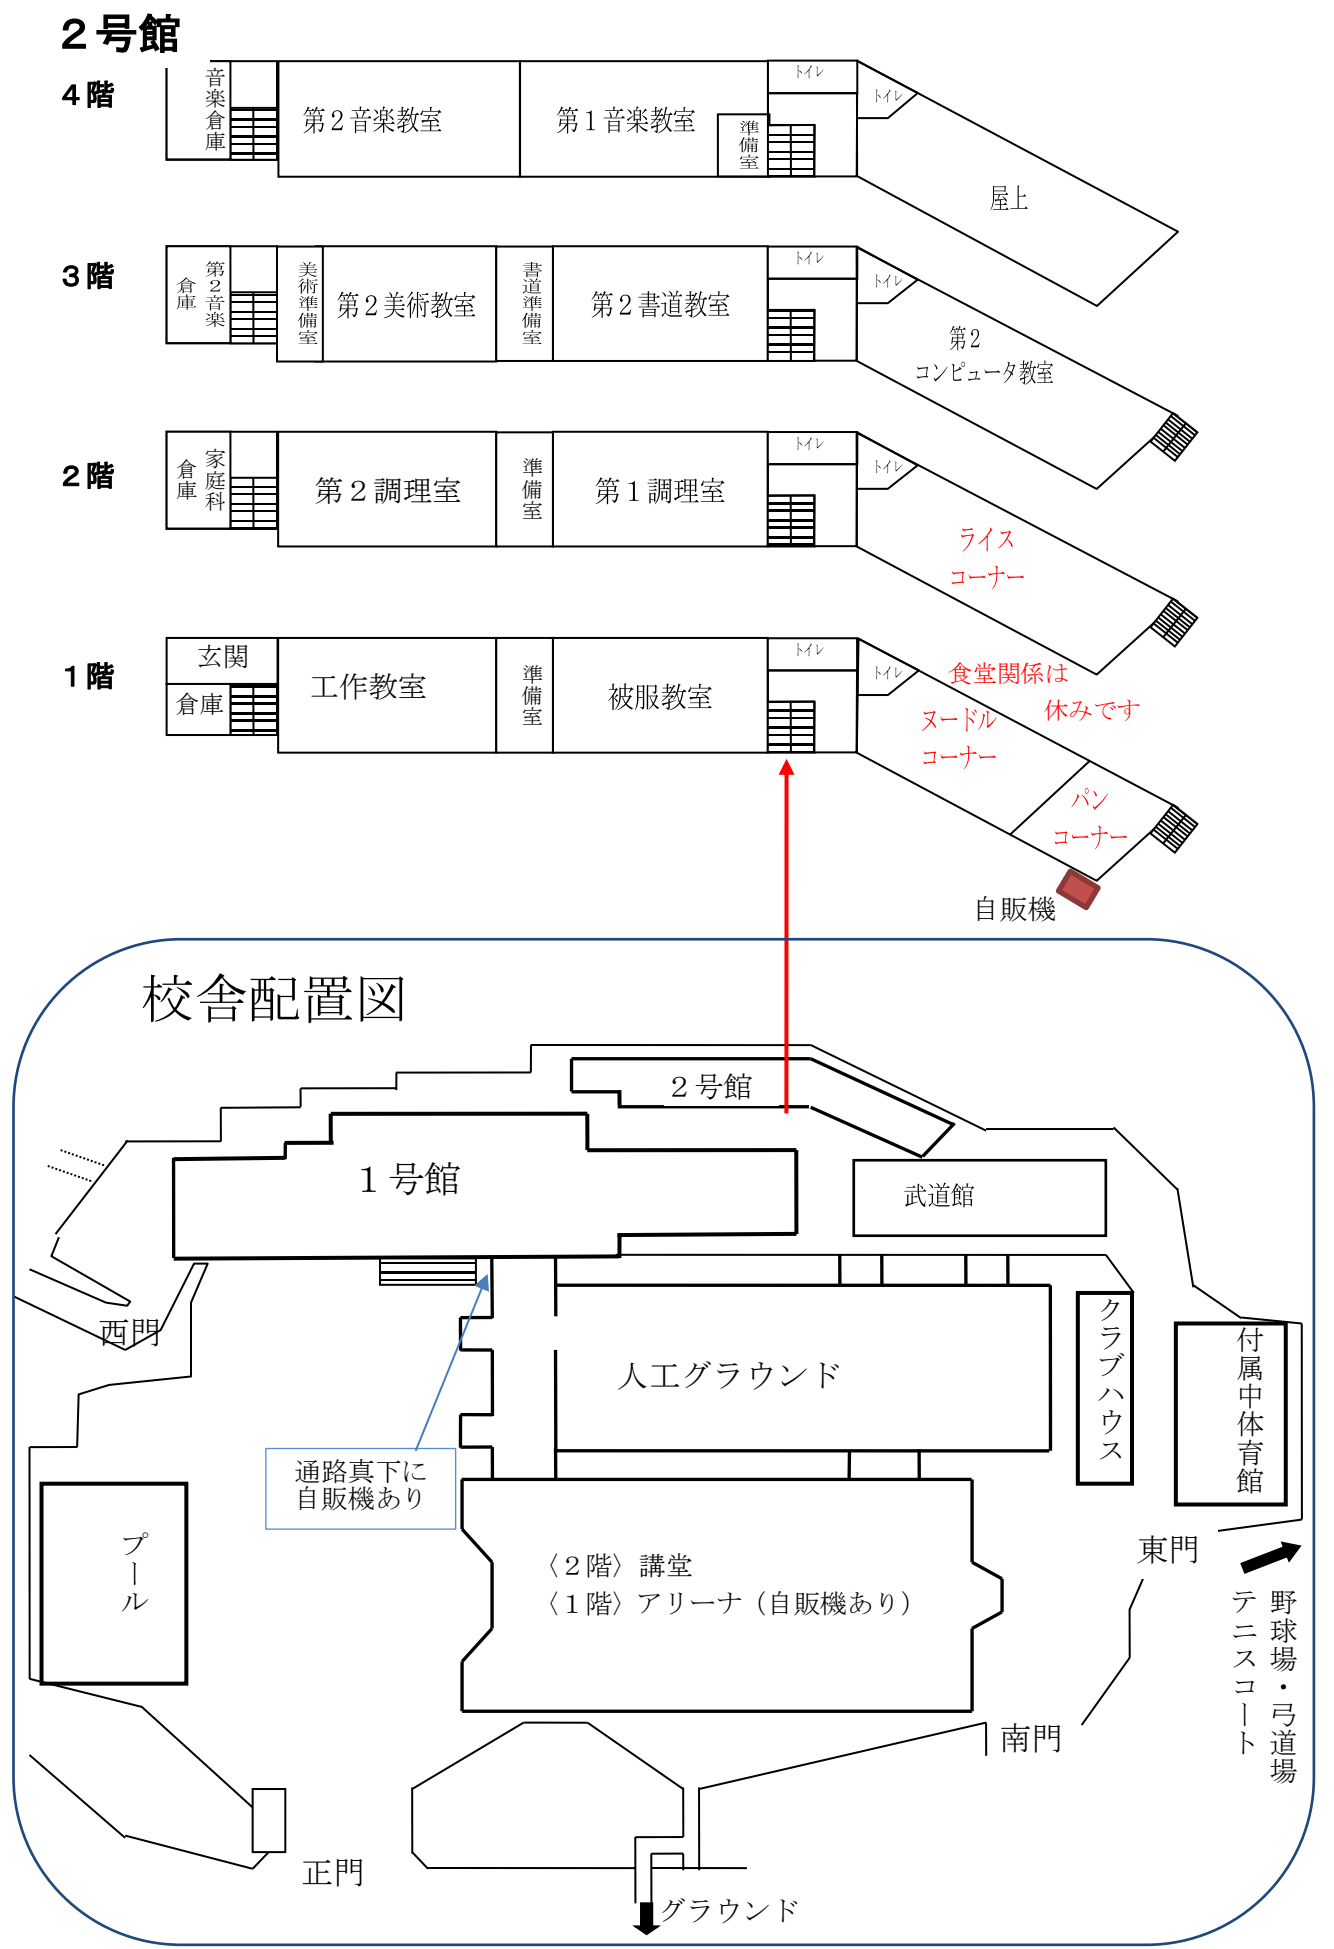 ２号館
４階
音楽倉庫
第２音楽教室
第１音楽教室
準備室
トイレ
トイレ
屋上
３階
第２音楽
倉庫
美術準備室
第２美術教室
書道準備室
第２書道教室
トイレ
トイレ
第２
コンピュータ教室
２階
家庭科
倉庫
第２調理室
準備室
第１調理室
トイレ
トイレ
ライス
コーナー
１階
玄関
倉庫
工作教室
準備室
被服教室
トイレ
トイレ
食堂関係は
休みです
ヌードル
コーナー
パン
コーナー
自販機
校舎配置図
２号館
１号館
武道館
西門
人工グラウンド
クラブハウス
付属中体育館
通路真下に
自販機あり
プール
〈２階〉講堂
〈１階〉アリーナ（自販機あり）
東門
野球場・弓道場
テニスコート
南門
正門
グラウンド